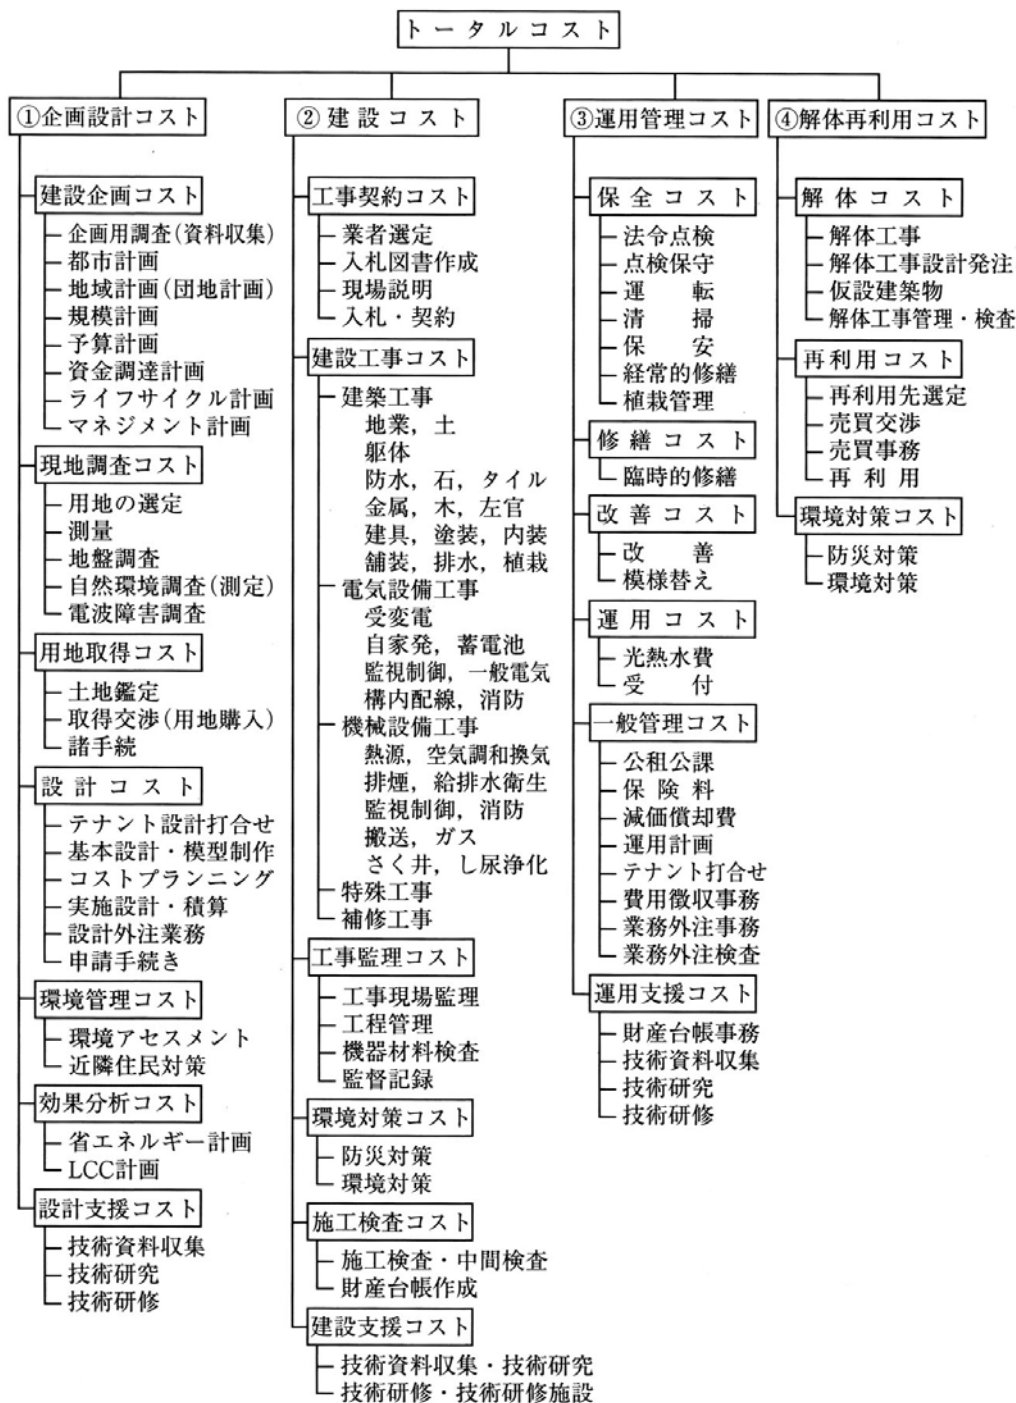 トータルコスト
①企画設計コスト
建設企画コスト
企画用調査(資料収集)
都市計画
地域計画(団地計画)
規模計画
予算計画
資金調達計画
ライフサイクル計画
マネジメント計画
現地調査コスト
用地の選定
測量
地盤調査
自然環境調査(測定)
電波障害調査
用地取得コスト
土地鑑定
取得交渉(用地購入)
諸手続
設計コスト
テナント設計打合せ
基本設計・模型制作
コストプランニング
実施設計・積算
設計外注業務
申請手続き
環境管理コスト
環境アセスメント
近隣住民対策
効果分析コスト
省エネルギー計画
LCC計画
設計支援コスト
技術資料収集
技術研究
技術研修
②建設コスト
工事契約コスト
業者選定
入札図書作成
現場説明
入札・契約
建設工事コスト
建築工事
地業，土
躯体
防水，石，タイル
金属，木，左官
建具，塗装，内装
舗装，排水，植栽
電気設備工事
受変電
自家発，蓄電池
監視制御，一般電気
構内配線，消防
機械設備工事
熱源，空気調和換気
排煙，給排水衛生
監視制御，消防
搬送，ガス
さく井，し尿浄化
特殊工事
補修工事
工事監理コスト
工事現場監理
工程管理
機器材料検査
監督記録
環境対策コスト
防災対策
環境対策
施工検査コスト
施工検査・中間検査
財産台帳作成
建設支援コスト
技術資料収集・技術研究
技術研修・技術研修施設
③運用管理コスト
保全コスト
法令点検
点検保守
運転
清掃
保安
経常的修繕
植栽管理
修繕コスト
臨時的修繕
改善コスト
改善
模様替え
運用コスト
光熱水費
受付
一般管理コスト
公租公課
保険料
減価償却費
運用計画
テナント打合せ
費用徴収事務
業務外注事務
業務外注検査
運用支援コスト
財産台帳事務
技術資料収集
技術研究
技術研修
④解体再利用コスト
解体コスト
解体工事
解体工事設計発注
仮設建築物
解体工事管理・検査
再利用コスト
再利用先選定
売買交渉
売買事務
再利用
環境対策コスト
防災対策
環境対策